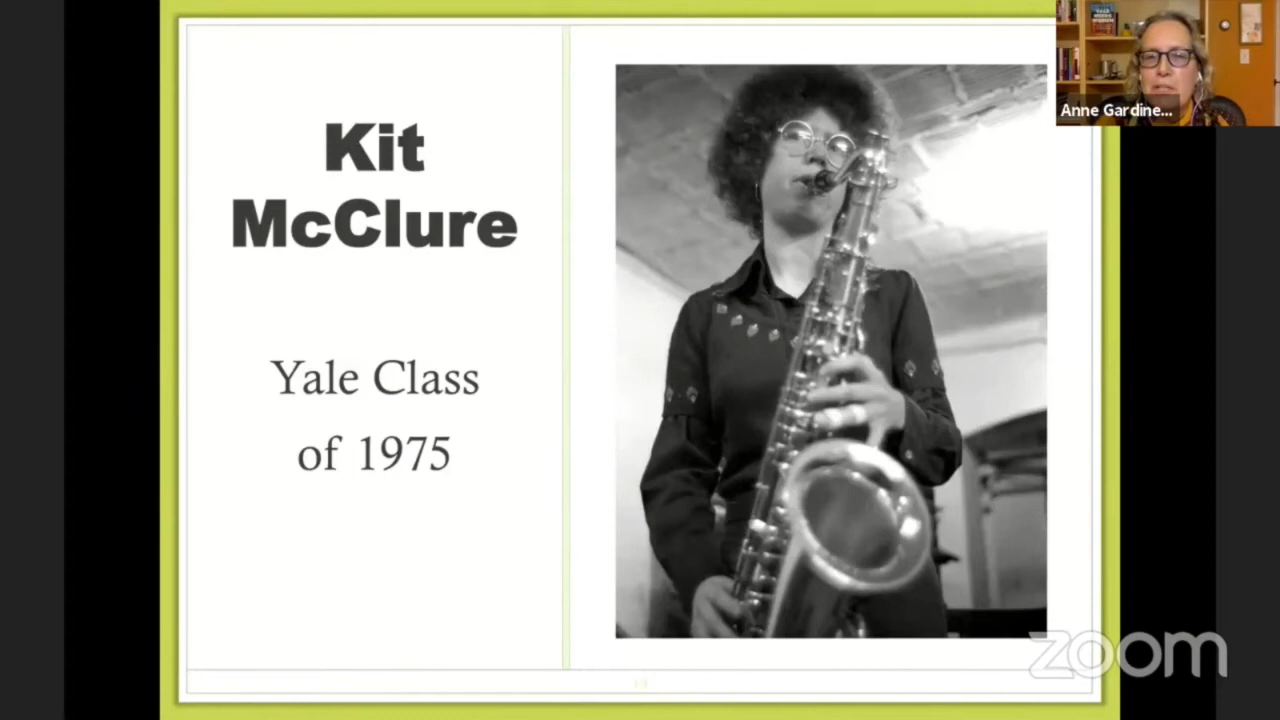 Kit
McClure
Yale Class
of 1975
Anne Gardine...
zoom